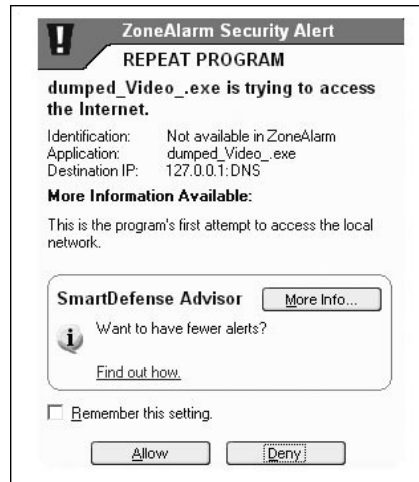 ZoneAlarm Security Alert
REPEAT PROGRAM
dumped_Video_.exe is trying to access
the Internet.
Identification: Not available in ZoneAlarm
Application: dumped_Video_.exe
Destination IP: 127.0.0.1:DNS
More Information Available:
This is the program's first attempt to access the local
network.
SmartDefense Advisor More Info...
Want to have fewer alerts?
Find out how.
Remember this setting.
Allow Deny